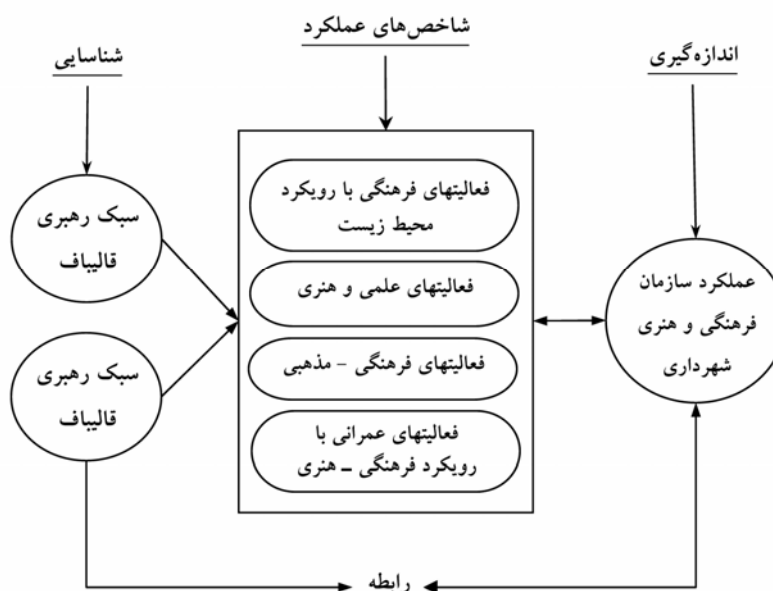 شاخص‌های عملکرد
شناسایی
اندازه‌گیری
سبک رهبری
قالیباف
سبک رهبری
قالیباف
فعالیتهای فرهنگی با رویکرد
محیط زیست
فعالیتهای علمی و هنری
فعالیتهای فرهنگی - مذهبی
فعالیتهای عمرانی با
رویکرد فرهنگی – هنری
عملکرد سازمان
فرهنگی و هنری
شهرداری
رابطه